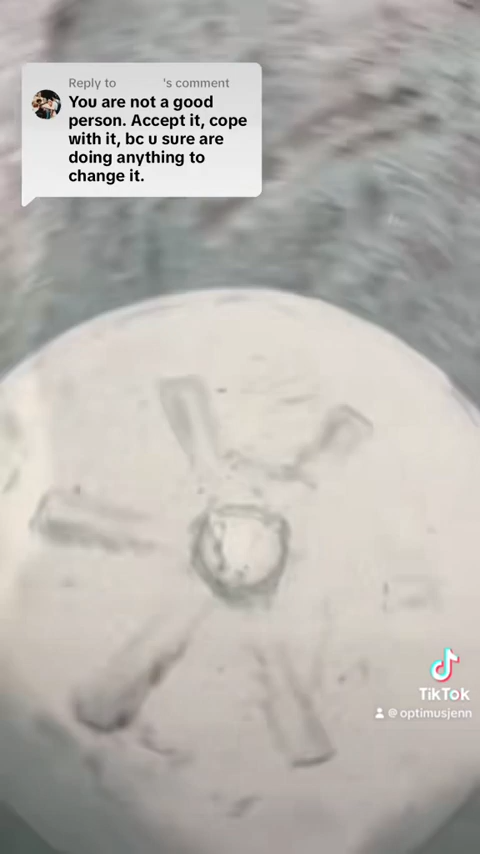 Reply to 's comment
You are not a good
person. Accept it, cope
with it, bc u sure are
doing anything to
change it.
TikTok
@optimusjenn